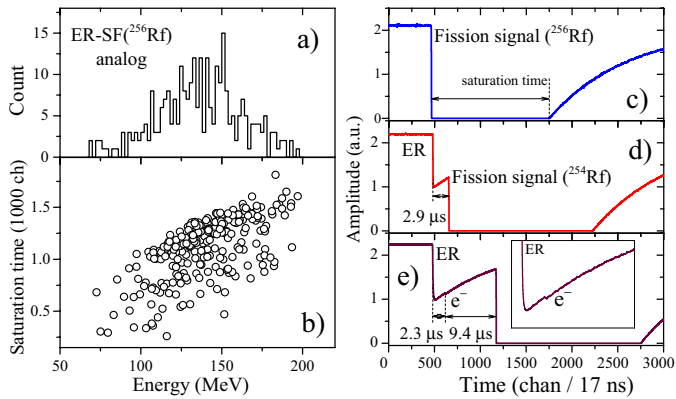 ER-SF(²⁵⁶Rf)
analog
a)
15
10
5
0
Count
b)
1.5
1.0
0.5
Saturation time (1000 ch)
50 100 150 200
Energy (MeV)
Fission signal (²⁵⁶Rf)
saturation time
c)
2
1
0
ER
d)
Fission signal (²⁵⁴Rf)
2.9 μs
2
1
0
Amplitude (a.u.)
ER
e)
e⁻
2.3 μs 9.4 μs
ER
e⁻
2
1
0
0 500 1000 1500 2000 2500 3000
Time (chan / 17 ns)